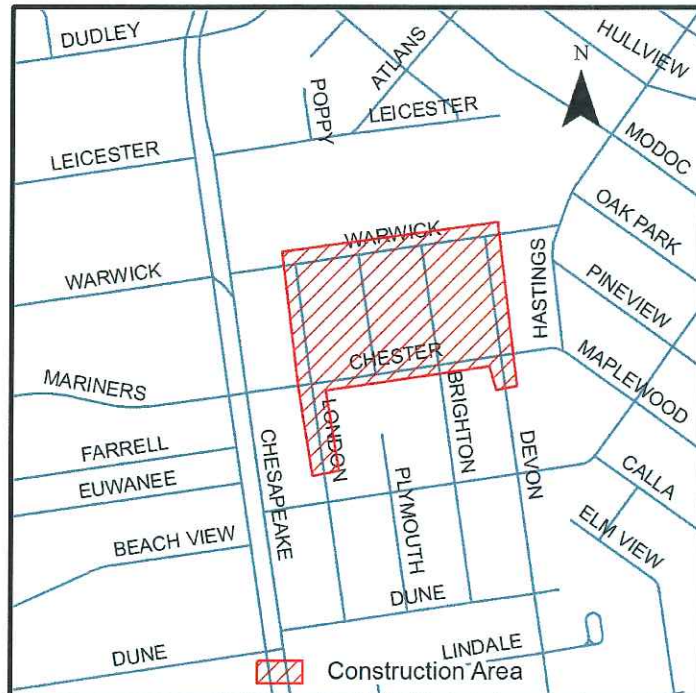 DUDLEY
HULLVIEW
N
ATLANS
POPPY
LEICESTER
MODOC
LEICESTER
OAK PARK
WARWICK
HASTINGS
PINEVIEW
WARWICK
CHESTER
MAPLEWOOD
MARINERS
BRIGHTON
LONDON
FARRELL
CHESAPEAKE
DEVON
CALLA
EUWANEE
PLYMOUTH
ELM VIEW
BEACH VIEW
DUNE
DUNE
LINDALE
Construction Area